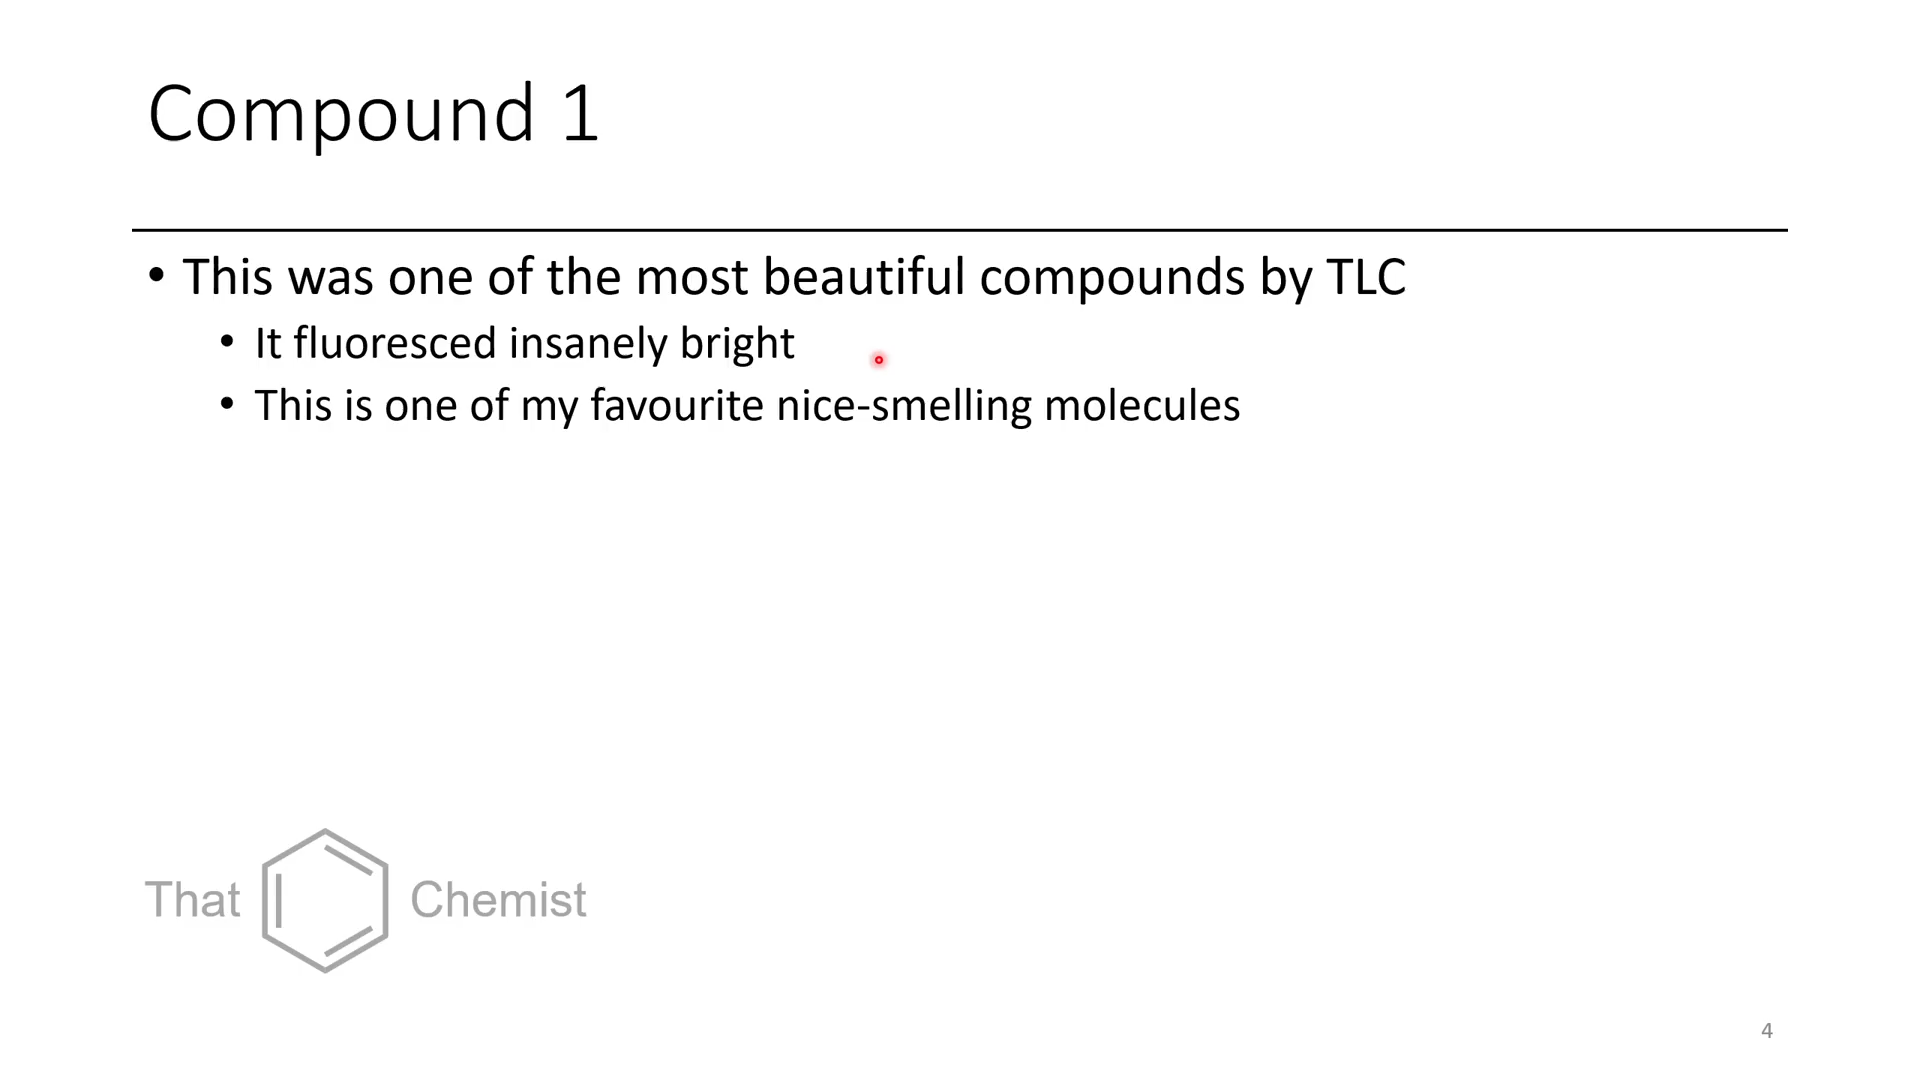 Compound 1
• This was one of the most beautiful compounds by TLC
• It fluoresced insanely bright
• This is one of my favourite nice-smelling molecules
That Chemist
4